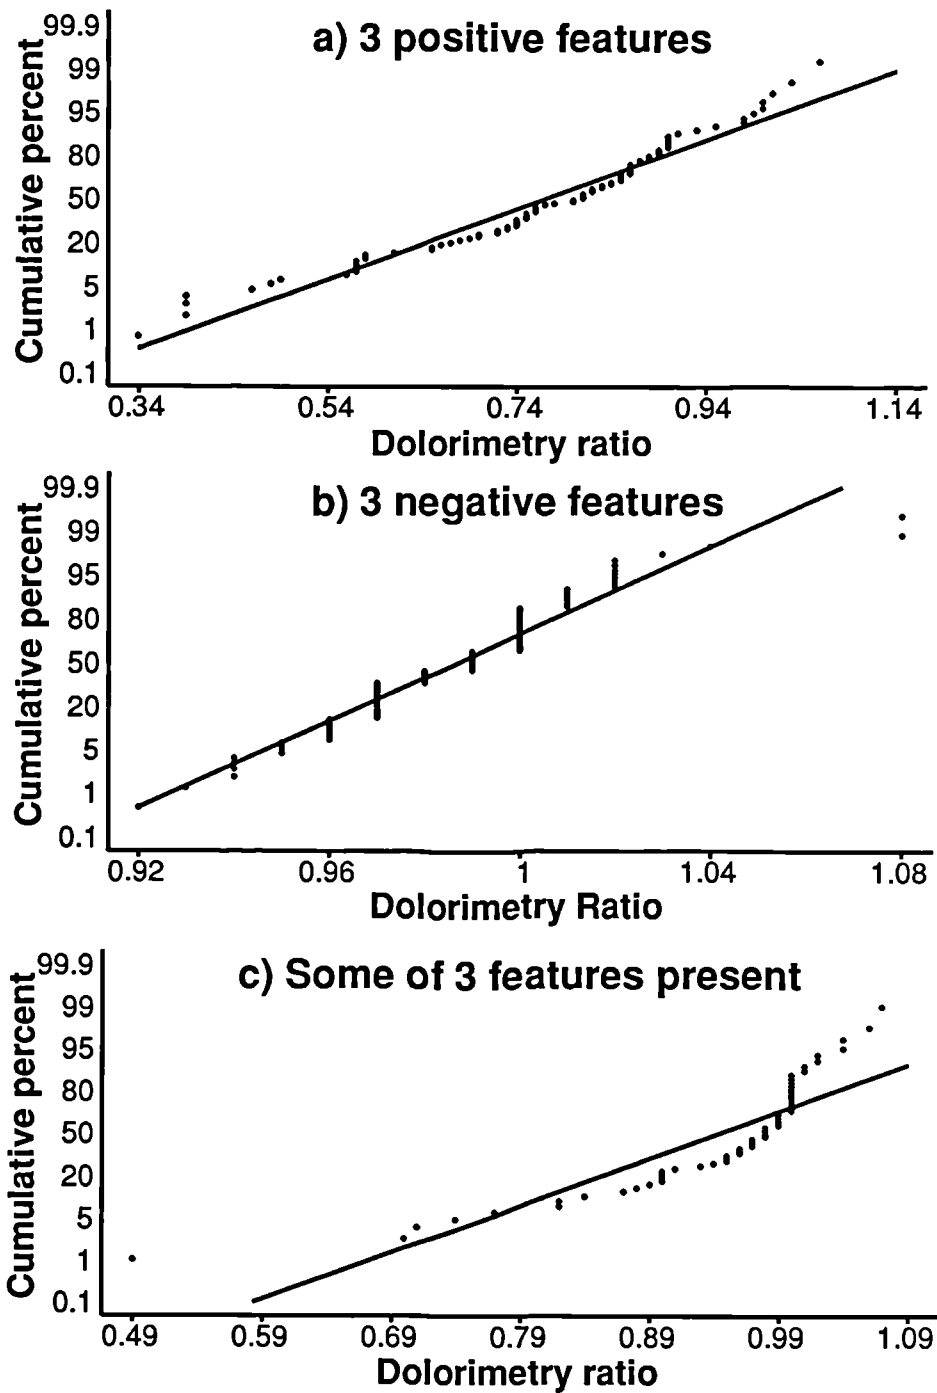 a) 3 positive features
99.9
99
95
80
50
20
5
1
0.1
Cumulative percent
0.34 0.54 0.74 0.94 1.14
Dolorimetry ratio
b) 3 negative features
99.9
99
95
80
50
20
5
1
0.1
Cumulative percent
0.92 0.96 1 1.04 1.08
Dolorimetry Ratio
c) Some of 3 features present
99.9
99
95
80
50
20
5
1
0.1
Cumulative percent
0.49 0.59 0.69 0.79 0.89 0.99 1.09
Dolorimetry ratio